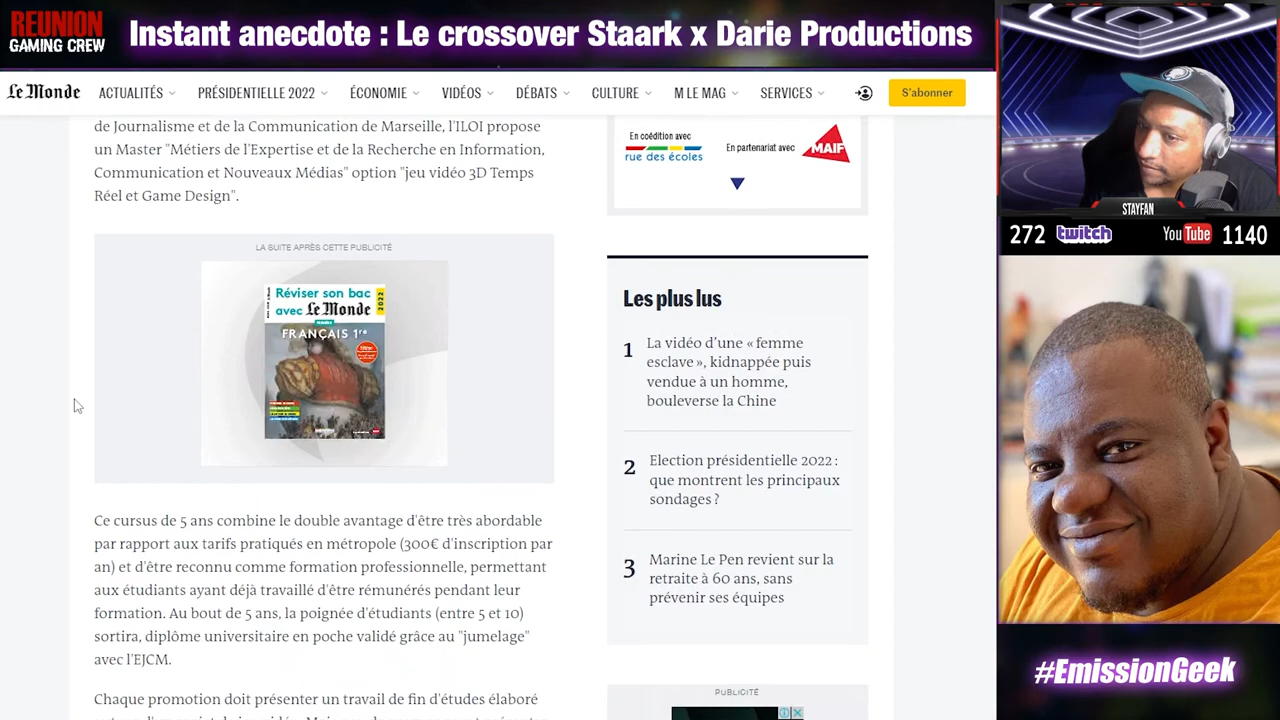 REUNION
GAMING CREW
Instant anecdote : Le crossover Staark x Darie Productions
Le Monde
ACTUALITÉS
PRÉSIDENTIELLE 2022
ÉCONOMIE
VIDÉOS
DÉBATS
CULTURE
M LE MAG
SERVICES
S'abonner
de Journalisme et de la Communication de Marseille, l'ILOI propose
un Master "Métiers de l'Expertise et de la Recherche en Information,
Communication et Nouveaux Médias" option "jeu vidéo 3D Temps
Réel et Game Design".
LA SUITE APRÈS CETTE PUBLICITÉ
Réviser son bac
avec Le Monde
2022
FRANÇAIS 1re
Ce cursus de 5 ans combine le double avantage d'être très abordable
par rapport aux tarifs pratiqués en métropole (300€ d'inscription par
an) et d'être reconnu comme formation professionnelle, permettant
aux étudiants ayant déjà travaillé d'être rémunérés pendant leur
formation. Au bout de 5 ans, la poignée d'étudiants (entre 5 et 10)
sortira, diplôme universitaire en poche validé grâce au "jumelage"
avec l'EJCM.
Chaque promotion doit présenter un travail de fin d'études élaboré
En coédition avec
rue des écoles
En partenariat avec
MAIF
Les plus lus
1
La vidéo d'une « femme
esclave », kidnappée puis
vendue à un homme,
bouleverse la Chine
2
Election présidentielle 2022 :
que montrent les principaux
sondages ?
3
Marine Le Pen revient sur la
retraite à 60 ans, sans
prévenir ses équipes
PUBLICITÉ
STAYFAN
272 twitch
YouTube 1140
#EmissionGeek